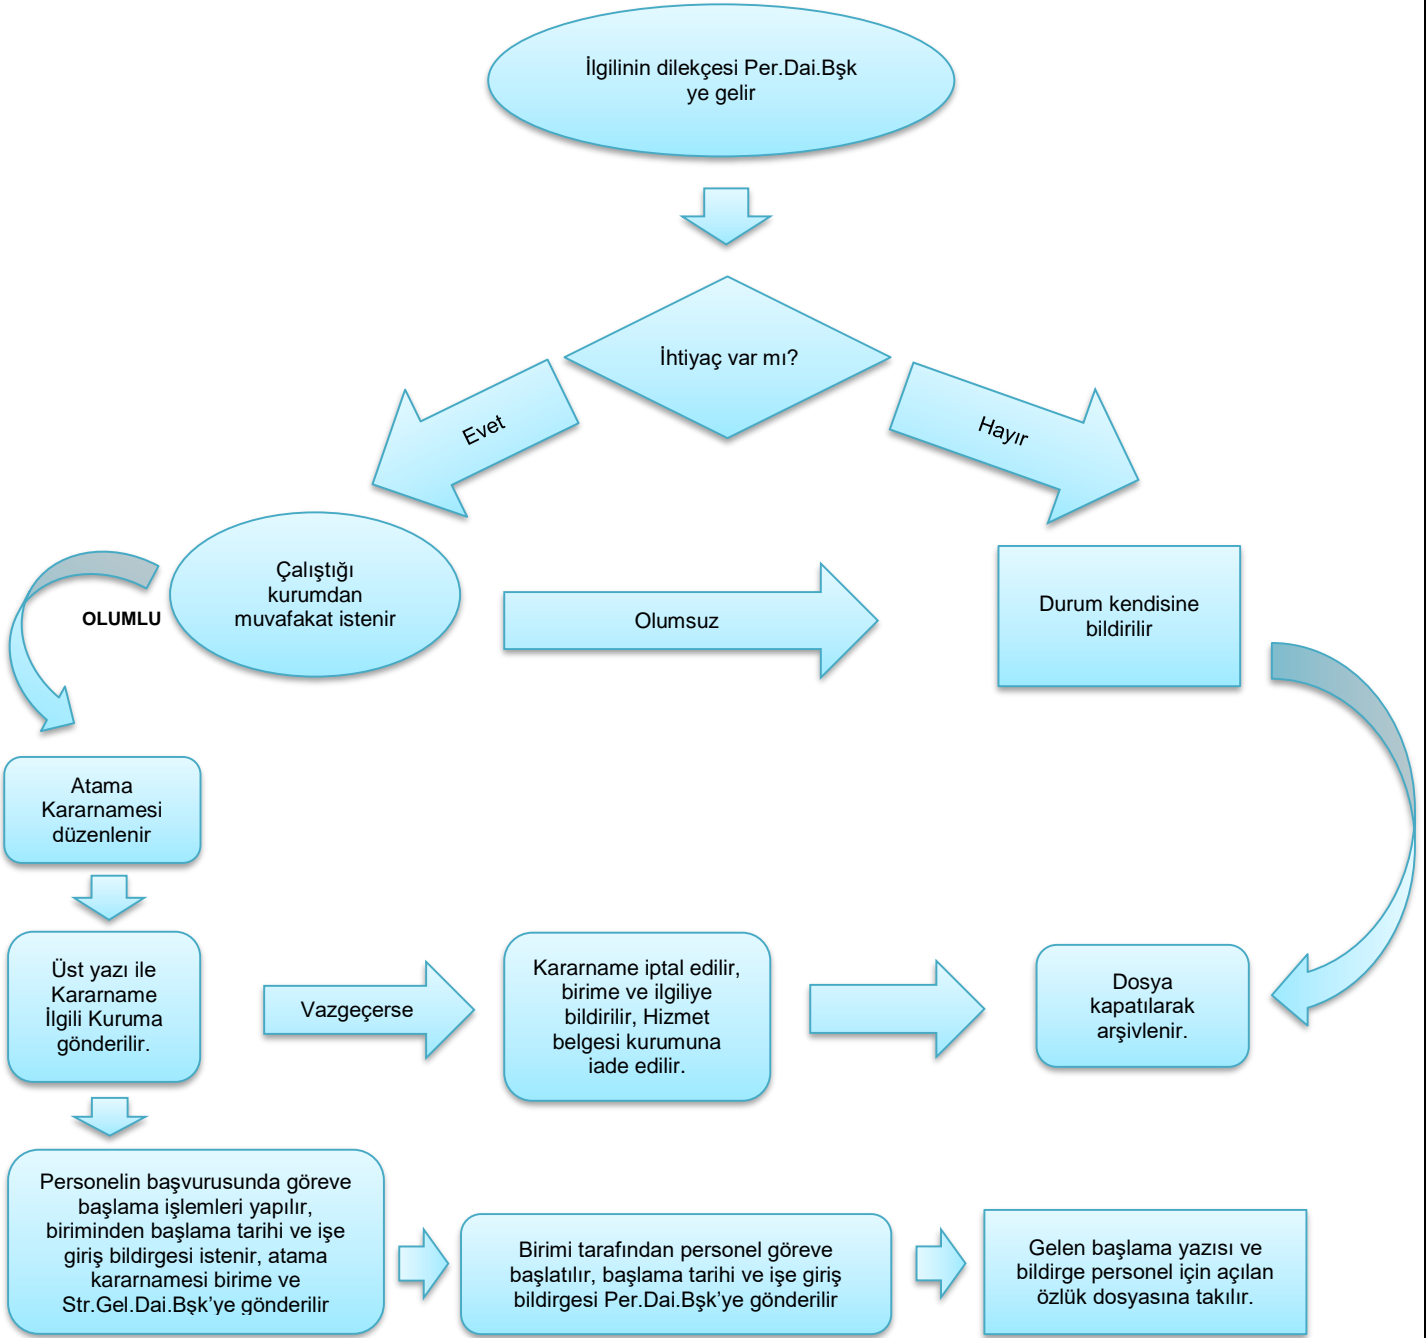 İlgilinin dilekçesi Per.Dai.Bşk
ye gelir
İhtiyaç var mı?
Evet
Hayır
Çalıştığı
kurumdan
muvafakat istenir
OLUMLU
Olumsuz
Durum kendisine
bildirilir
Atama
Kararnamesi
düzenlenir
Üst yazı ile
Kararname
İlgili Kuruma
gönderilir.
Vazgeçerse
Kararname iptal edilir,
birime ve ilgiliye
bildirilir, Hizmet
belgesi kurumuna
iade edilir.
Dosya
kapatılarak
arşivlenir.
Personelin başvurusunda göreve
başlama işlemleri yapılır,
biriminden başlama tarihi ve işe
giriş bildirgesi istenir, atama
kararnamesi birime ve
Str.Gel.Dai.Bşk’ye gönderilir
Birimi tarafından personel göreve
başlatılır, başlama tarihi ve işe giriş
bildirgesi Per.Dai.Bşk’ye gönderilir
Gelen başlama yazısı ve
bildirge personel için açılan
özlük dosyasına takılır.